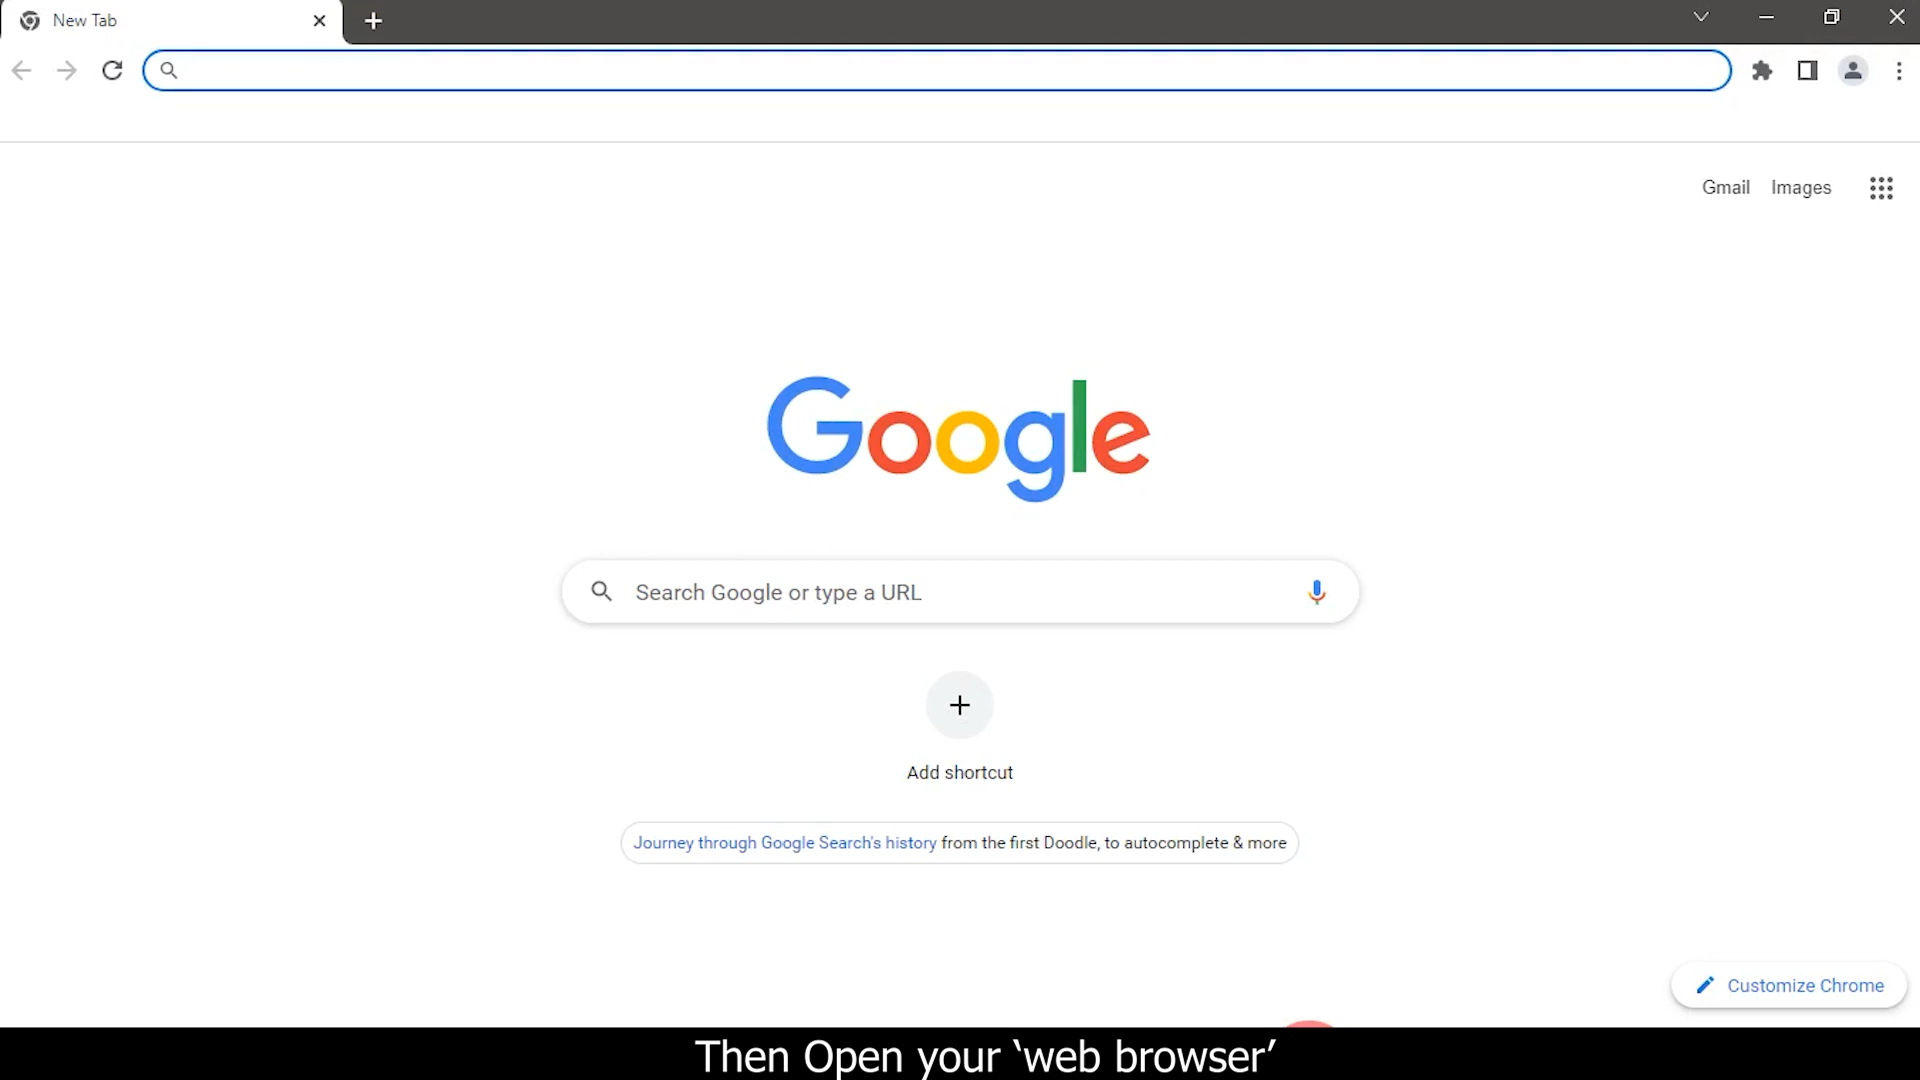 New Tab
Gmail Images
Google
Search Google or type a URL
Add shortcut
Journey through Google Search's history from the first Doodle, to autocomplete & more
Customize Chrome
Then Open your ‘web browser’